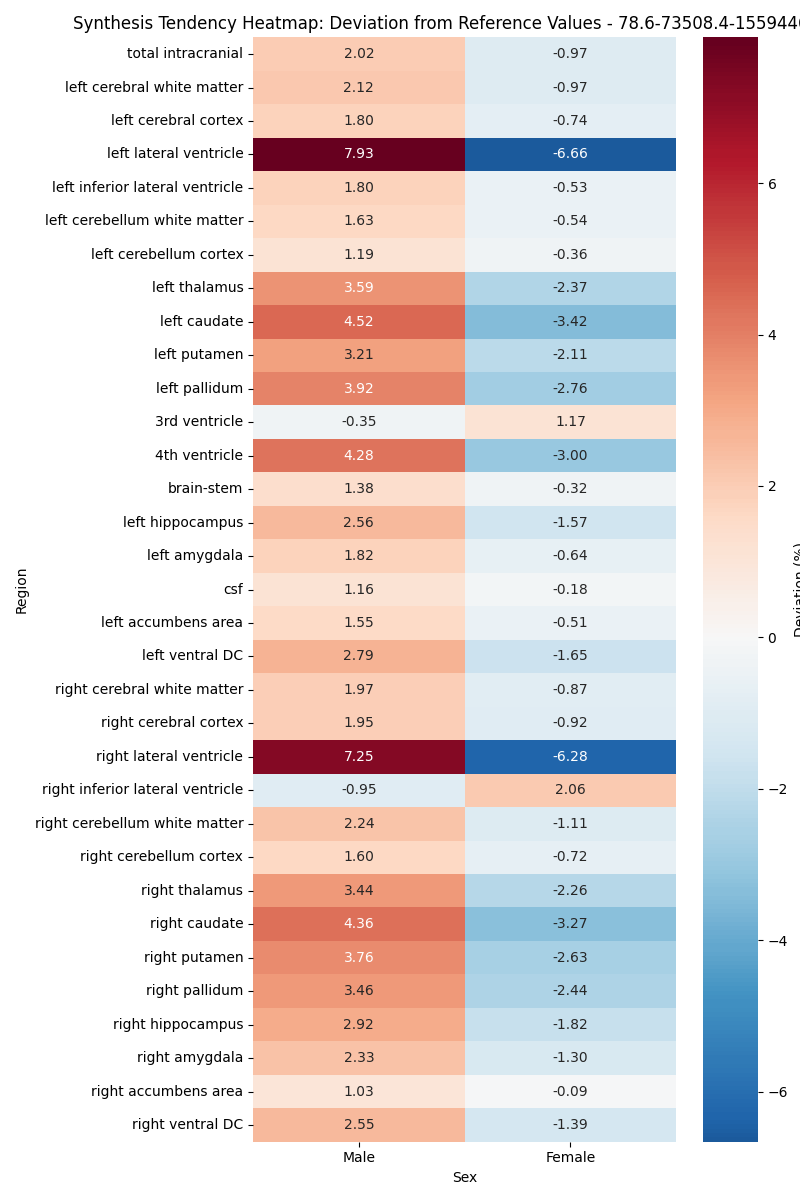 Synthesis Tendency Heatmap: Deviation from Reference Values - 78.6-73508.4-1559446
total intracranial 2.02 -0.97
left cerebral white matter 2.12 -0.97
left cerebral cortex 1.80 -0.74
left lateral ventricle 7.93 -6.66
left inferior lateral ventricle 1.80 -0.53
left cerebellum white matter 1.63 -0.54
left cerebellum cortex 1.19 -0.36
left thalamus 3.59 -2.37
left caudate 4.52 -3.42
left putamen 3.21 -2.11
left pallidum 3.92 -2.76
3rd ventricle -0.35 1.17
4th ventricle 4.28 -3.00
brain-stem 1.38 -0.32
left hippocampus 2.56 -1.57
left amygdala 1.82 -0.64
csf 1.16 -0.18
left accumbens area 1.55 -0.51
left ventral DC 2.79 -1.65
right cerebral white matter 1.97 -0.87
right cerebral cortex 1.95 -0.92
right lateral ventricle 7.25 -6.28
right inferior lateral ventricle -0.95 2.06
right cerebellum white matter 2.24 -1.11
right cerebellum cortex 1.60 -0.72
right thalamus 3.44 -2.26
right caudate 4.36 -3.27
right putamen 3.76 -2.63
right pallidum 3.46 -2.44
right hippocampus 2.92 -1.82
right amygdala 2.33 -1.30
right accumbens area 1.03 -0.09
right ventral DC 2.55 -1.39
Male Female
Sex
Region
6
4
2
0
−2
−4
−6
Deviation (%)